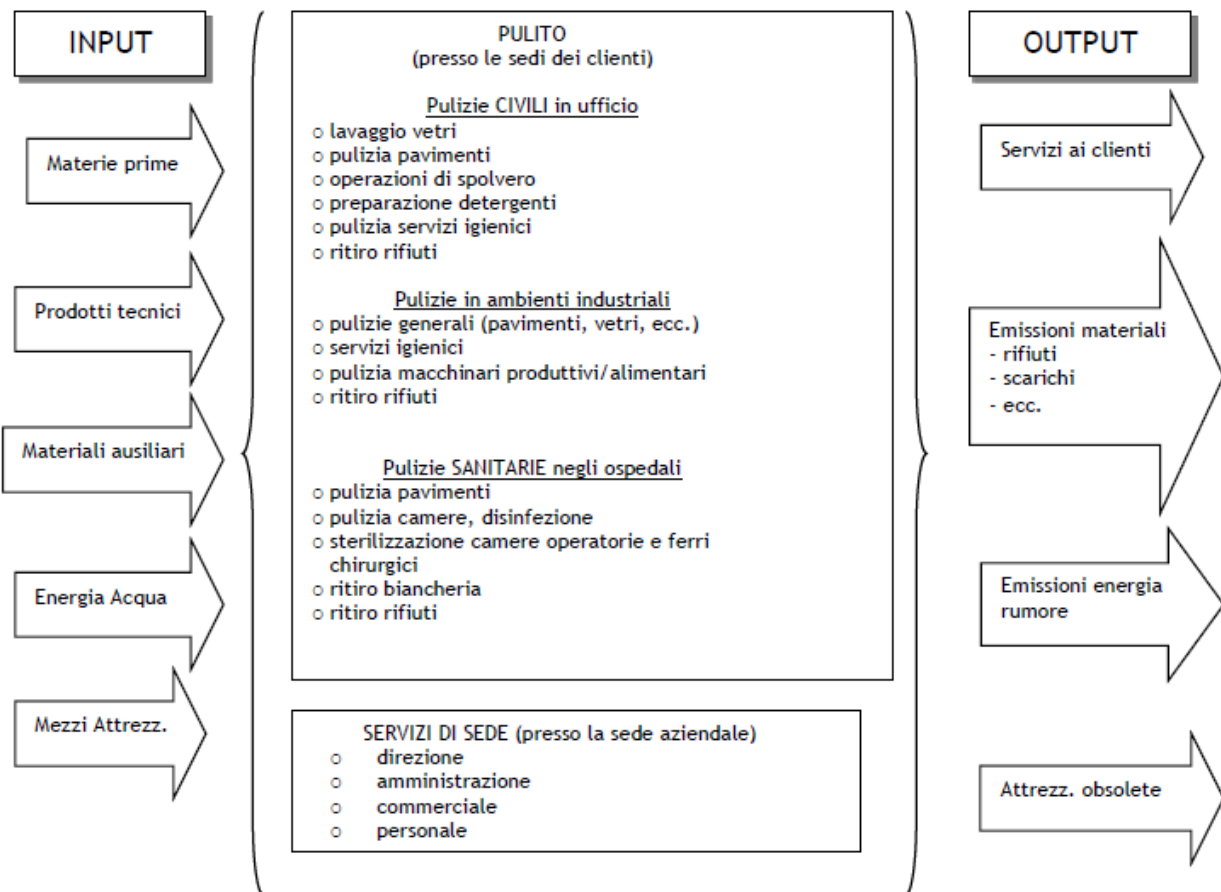 INPUT
Materie prime
Prodotti tecnici
Materiali ausiliari
Energia Acqua
Mezzi Attrezz.
PULITO
(presso le sedi dei clienti)
Pulizie CIVILI in ufficio
o lavaggio vetri
o pulizia pavimenti
o operazioni di spolvero
o preparazione detergenti
o pulizia servizi igienici
o ritiro rifiuti
Pulizie in ambienti industriali
o pulizie generali (pavimenti, vetri, ecc.)
o servizi igienici
o pulizia macchinari produttivi/alimentari
o ritiro rifiuti
Pulizie SANITARIE negli ospedali
o pulizia pavimenti
o pulizia camere, disinfezione
o sterilizzazione camere operatorie e ferri
chirurgici
o ritiro biancheria
o ritiro rifiuti
SERVIZI DI SEDE (presso la sede aziendale)
o direzione
o amministrazione
o commerciale
o personale
OUTPUT
Servizi ai clienti
Emissioni materiali
- rifiuti
- scarichi
- ecc.
Emissioni energia
rumore
Attrezz. obsolete